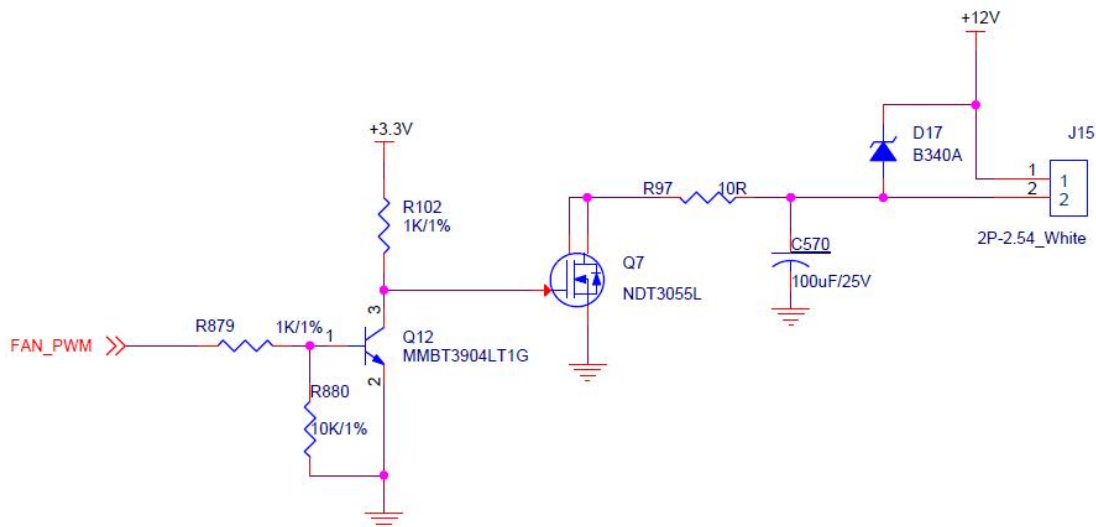 +12V
D17
B340A
J15
+3.3V
1
2
1
2
R97 10R
R102
1K/1%
2P-2.54_White
C570
Q7
100uF/25V
NDT3055L
3
R879 1K/1% 1
Q12
FAN_PWM
MMBT3904LT1G
2
R880
10K/1%